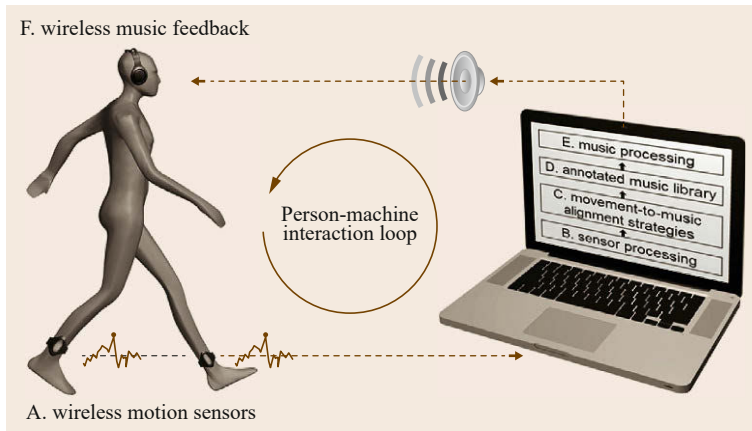 F. wireless music feedback
E. music processing
D. annotated music library
C. movement-to-music
alignment strategies
B. sensor processing
Person-machine
interaction loop
A. wireless motion sensors